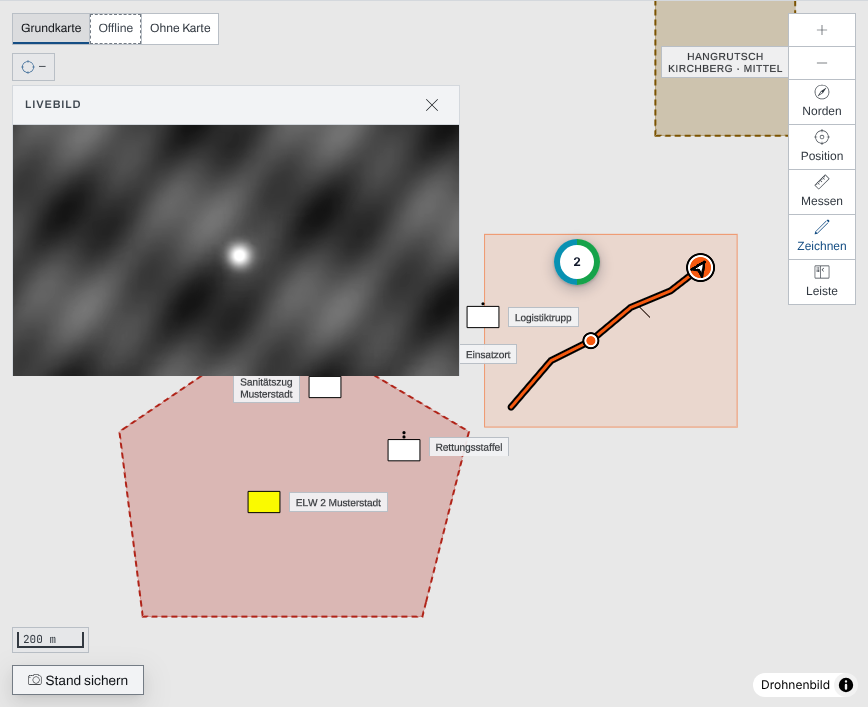 Grundkarte Offline Ohne Karte
–
LIVEBILD
HANGRUTSCH
KIRCHBERG · MITTEL
+
−
Norden
Position
Messen
Zeichnen
Leiste
2
Logistiktrupp
Einsatzort
Sanitätszug
Musterstadt
Rettungsstaffel
ELW 2 Musterstadt
200 m
Stand sichern
Drohnenbild